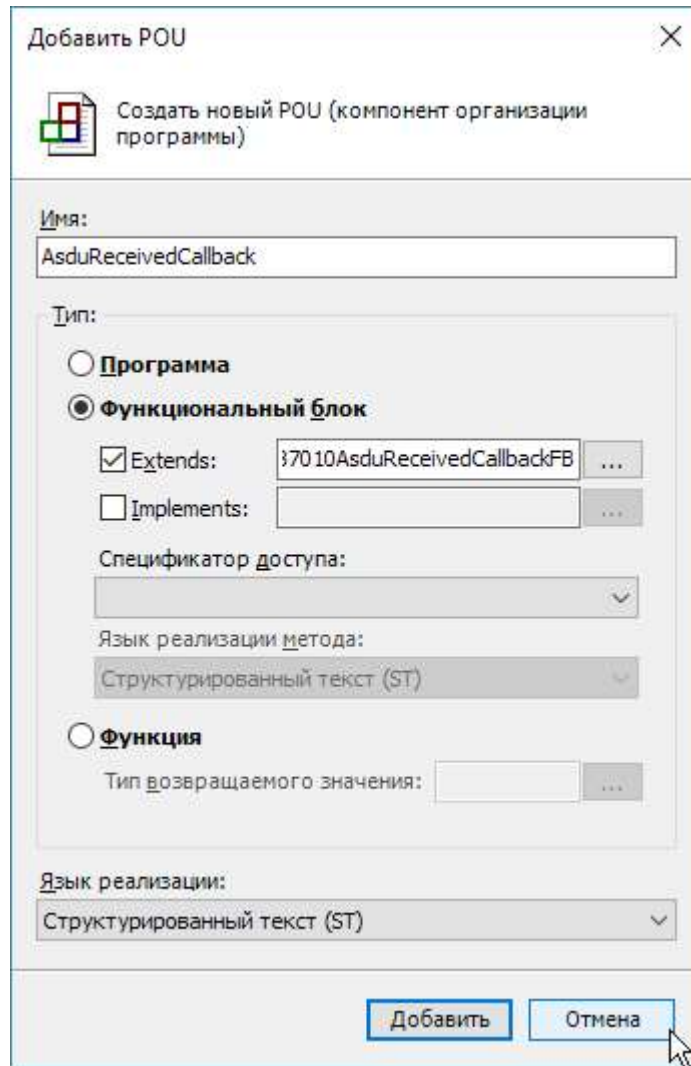 Добавить POU
Создать новый POU (компонент организации
программы)
Имя:
AsduReceivedCallback
Тип:
Программа
Функциональный блок
Extends: 37010AsduReceivedCallbackFB ...
Implements: ...
Спецификатор доступа:
Язык реализации метода:
Структурированный текст (ST)
Функция
Тип возвращаемого значения: ...
Язык реализации:
Структурированный текст (ST)
Добавить Отмена